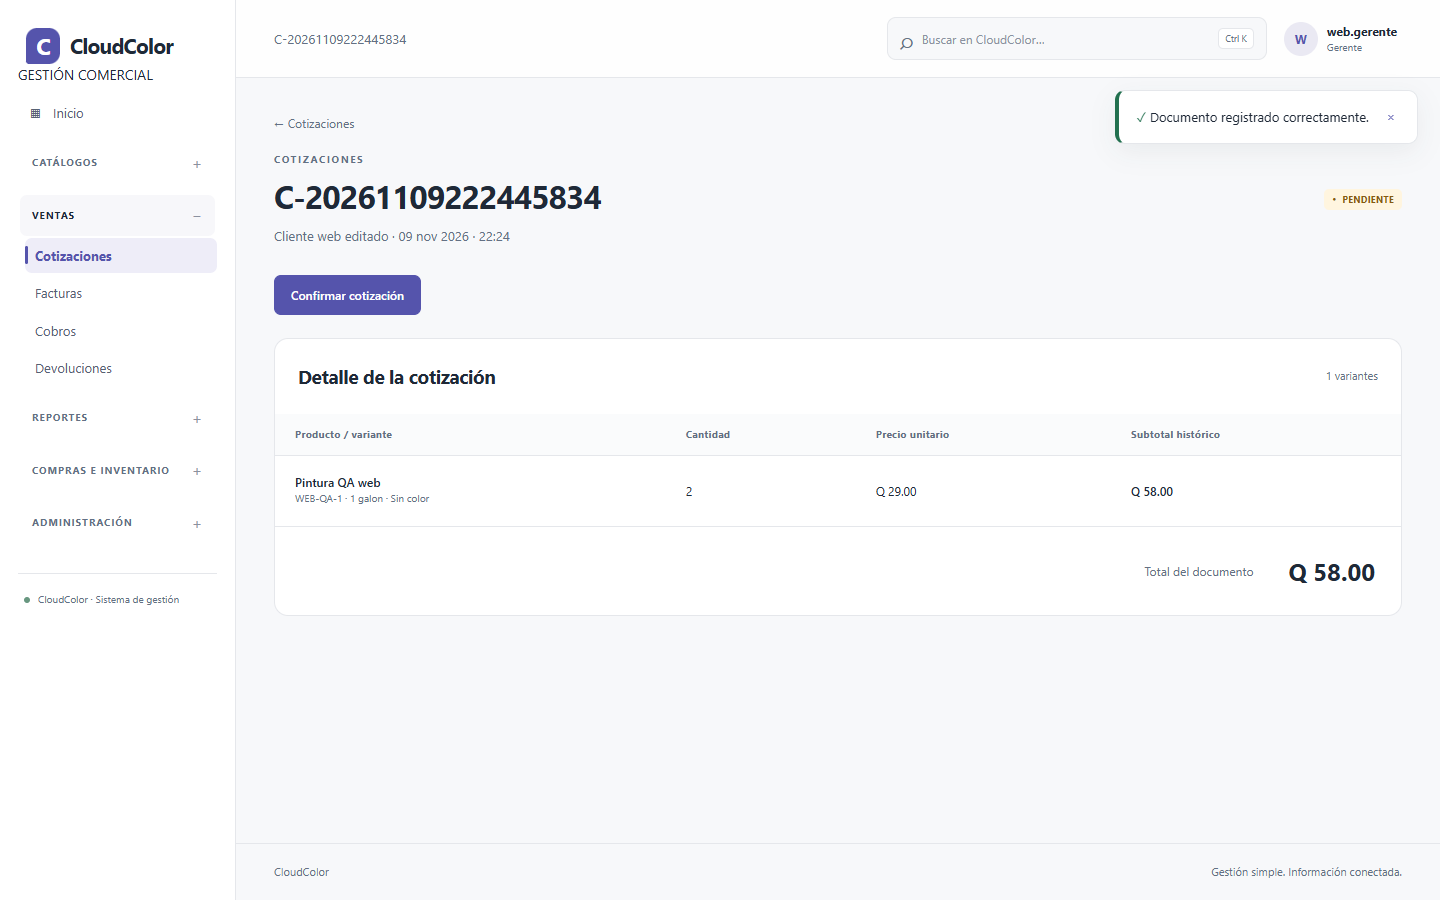 C CloudColor
GESTIÓN COMERCIAL
Inicio
CATÁLOGOS +
VENTAS −
Cotizaciones
Facturas
Cobros
Devoluciones
REPORTES +
COMPRAS E INVENTARIO +
ADMINISTRACIÓN +
CloudColor · Sistema de gestión
C-20261109222445834
Buscar en CloudColor...
Ctrl K
W
web.gerente
Gerente
✓ Documento registrado correctamente. ×
← Cotizaciones
COTIZACIONES
C-20261109222445834
• PENDIENTE
Cliente web editado · 09 nov 2026 · 22:24
Confirmar cotización
Detalle de la cotización
1 variantes
Producto / variante Cantidad Precio unitario Subtotal histórico
Pintura QA web
WEB-QA-1 · 1 galon · Sin color
2 Q 29.00 Q 58.00
Total del documento Q 58.00
CloudColor
Gestión simple. Información conectada.